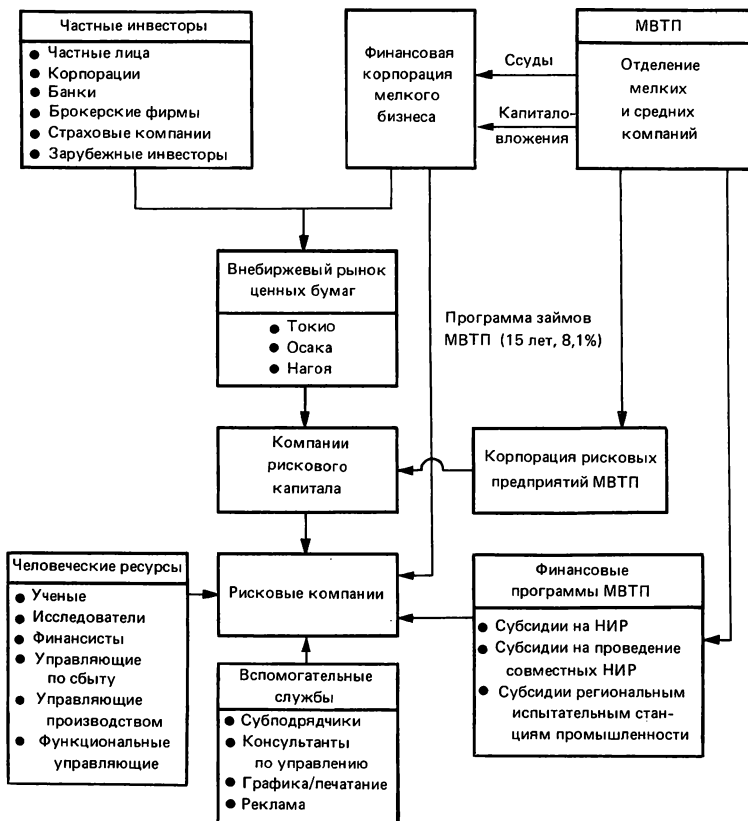 Частные инвесторы
● Частные лица
● Корпорации
● Банки
● Брокерские фирмы
● Страховые компании
● Зарубежные инвесторы
Финансовая
корпорация
мелкого
бизнеса
Ссуды
Капитало-
вложения
МВТП
Отделение
мелких
и средних
компаний
Внебиржевый рынок
ценных бумаг
● Токио
● Осака
● Нагоя
Программа займов
МВТП (15 лет, 8,1%)
Компании
рискового
капитала
Корпорация рисковых
предприятий МВТП
Человеческие ресурсы
● Ученые
● Исследователи
● Финансисты
● Управляющие
по сбыту
● Управляющие
производством
● Функциональные
управляющие
Рисковые компании
Финансовые
программы МВТП
● Субсидии на НИР
● Субсидии на проведение
совместных НИР
● Субсидии региональным
испытательным стан-
циям промышленности
Вспомогательные
службы
● Субподрядчики
● Консультанты
по управлению
● Графика/печатание
● Реклама